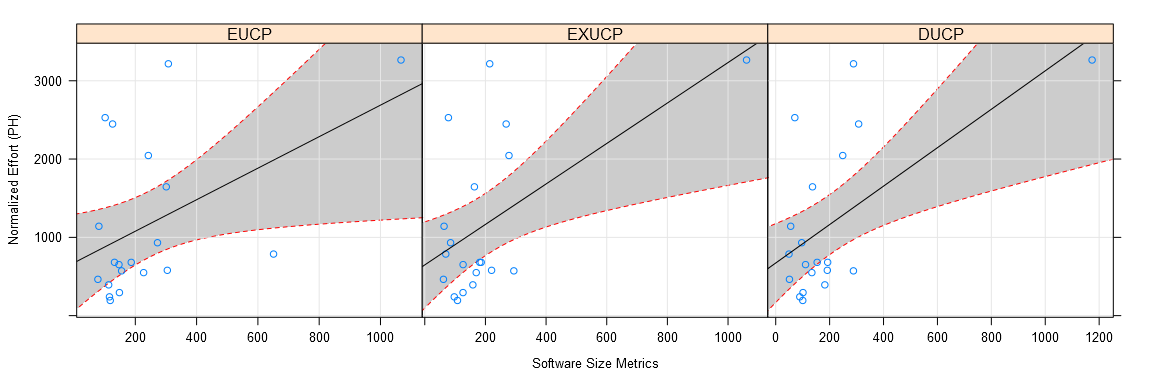 EUCP EXUCP DUCP
Normalized Effort (PH)
3000
2000
1000
200 400 600 800 1000 200 400 600 800 1000 0 200 400 600 800 1000 1200
Software Size Metrics